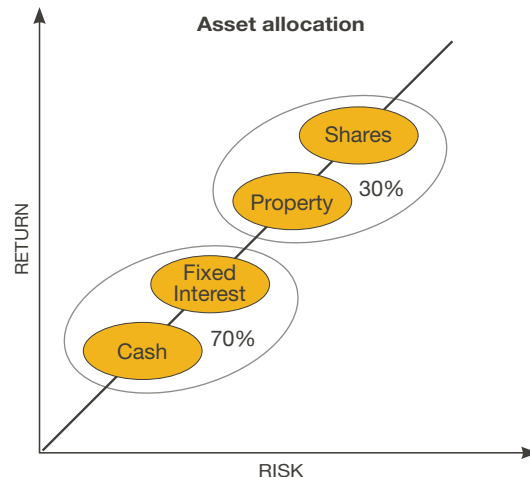 Asset allocation
Shares
30%
Property
RETURN
Fixed
Interest
70%
Cash
RISK